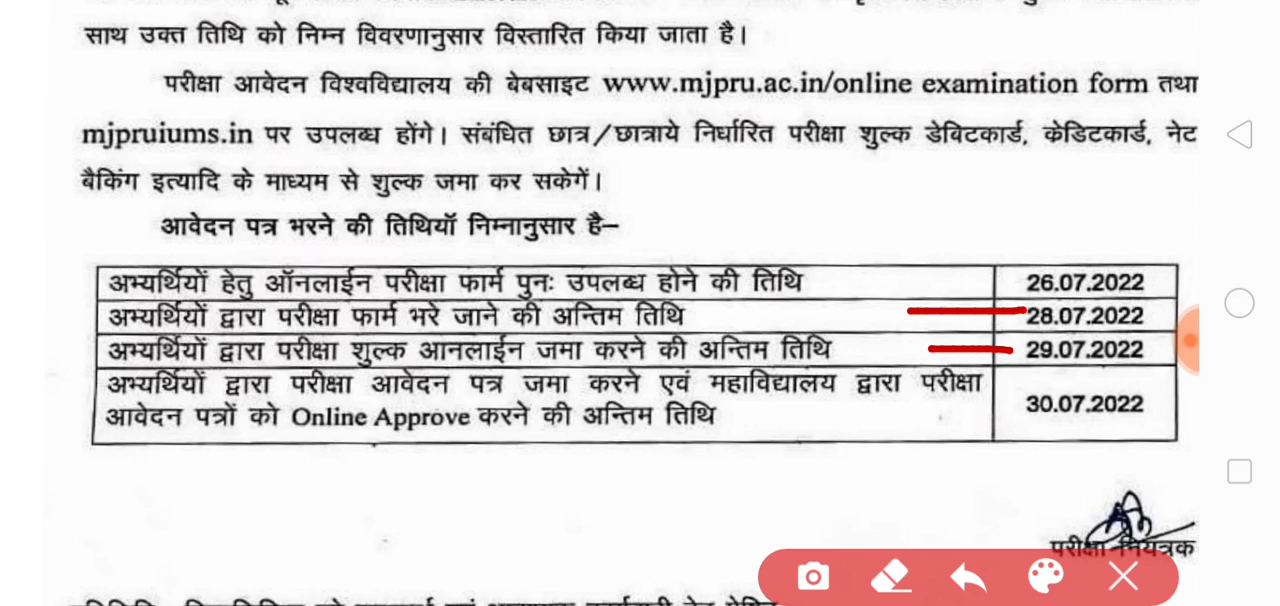 साथ उक्त तिथि को निम्न विवरणानुसार विस्तारित किया जाता है।
परीक्षा आवेदन विश्वविद्यालय की बेबसाइट www.mjpru.ac.in/online examination form तथा
mjpruiums.in पर उपलब्ध होंगे। संबंधित छात्र/छात्राये निर्धारित परीक्षा शुल्क डेबिटकार्ड, केडिटकार्ड, नेट
बैकिंग इत्यादि के माध्यम से शुल्क जमा कर सकेगें।
आवेदन पत्र भरने की तिथियॉ निम्नानुसार है–
अभ्यर्थियों हेतु ऑनलाईन परीक्षा फार्म पुनः उपलब्ध होने की तिथि 26.07.2022
अभ्यर्थियों द्वारा परीक्षा फार्म भरे जाने की अन्तिम तिथि 28.07.2022
अभ्यर्थियों द्वारा परीक्षा शुल्क आनलाईन जमा करने की अन्तिम तिथि 29.07.2022
अभ्यर्थियों द्वारा परीक्षा आवेदन पत्र जमा करने एवं महाविद्यालय द्वारा परीक्षा
आवेदन पत्रों को Online Approve करने की अन्तिम तिथि 30.07.2022
परीक्षा नियंत्रक